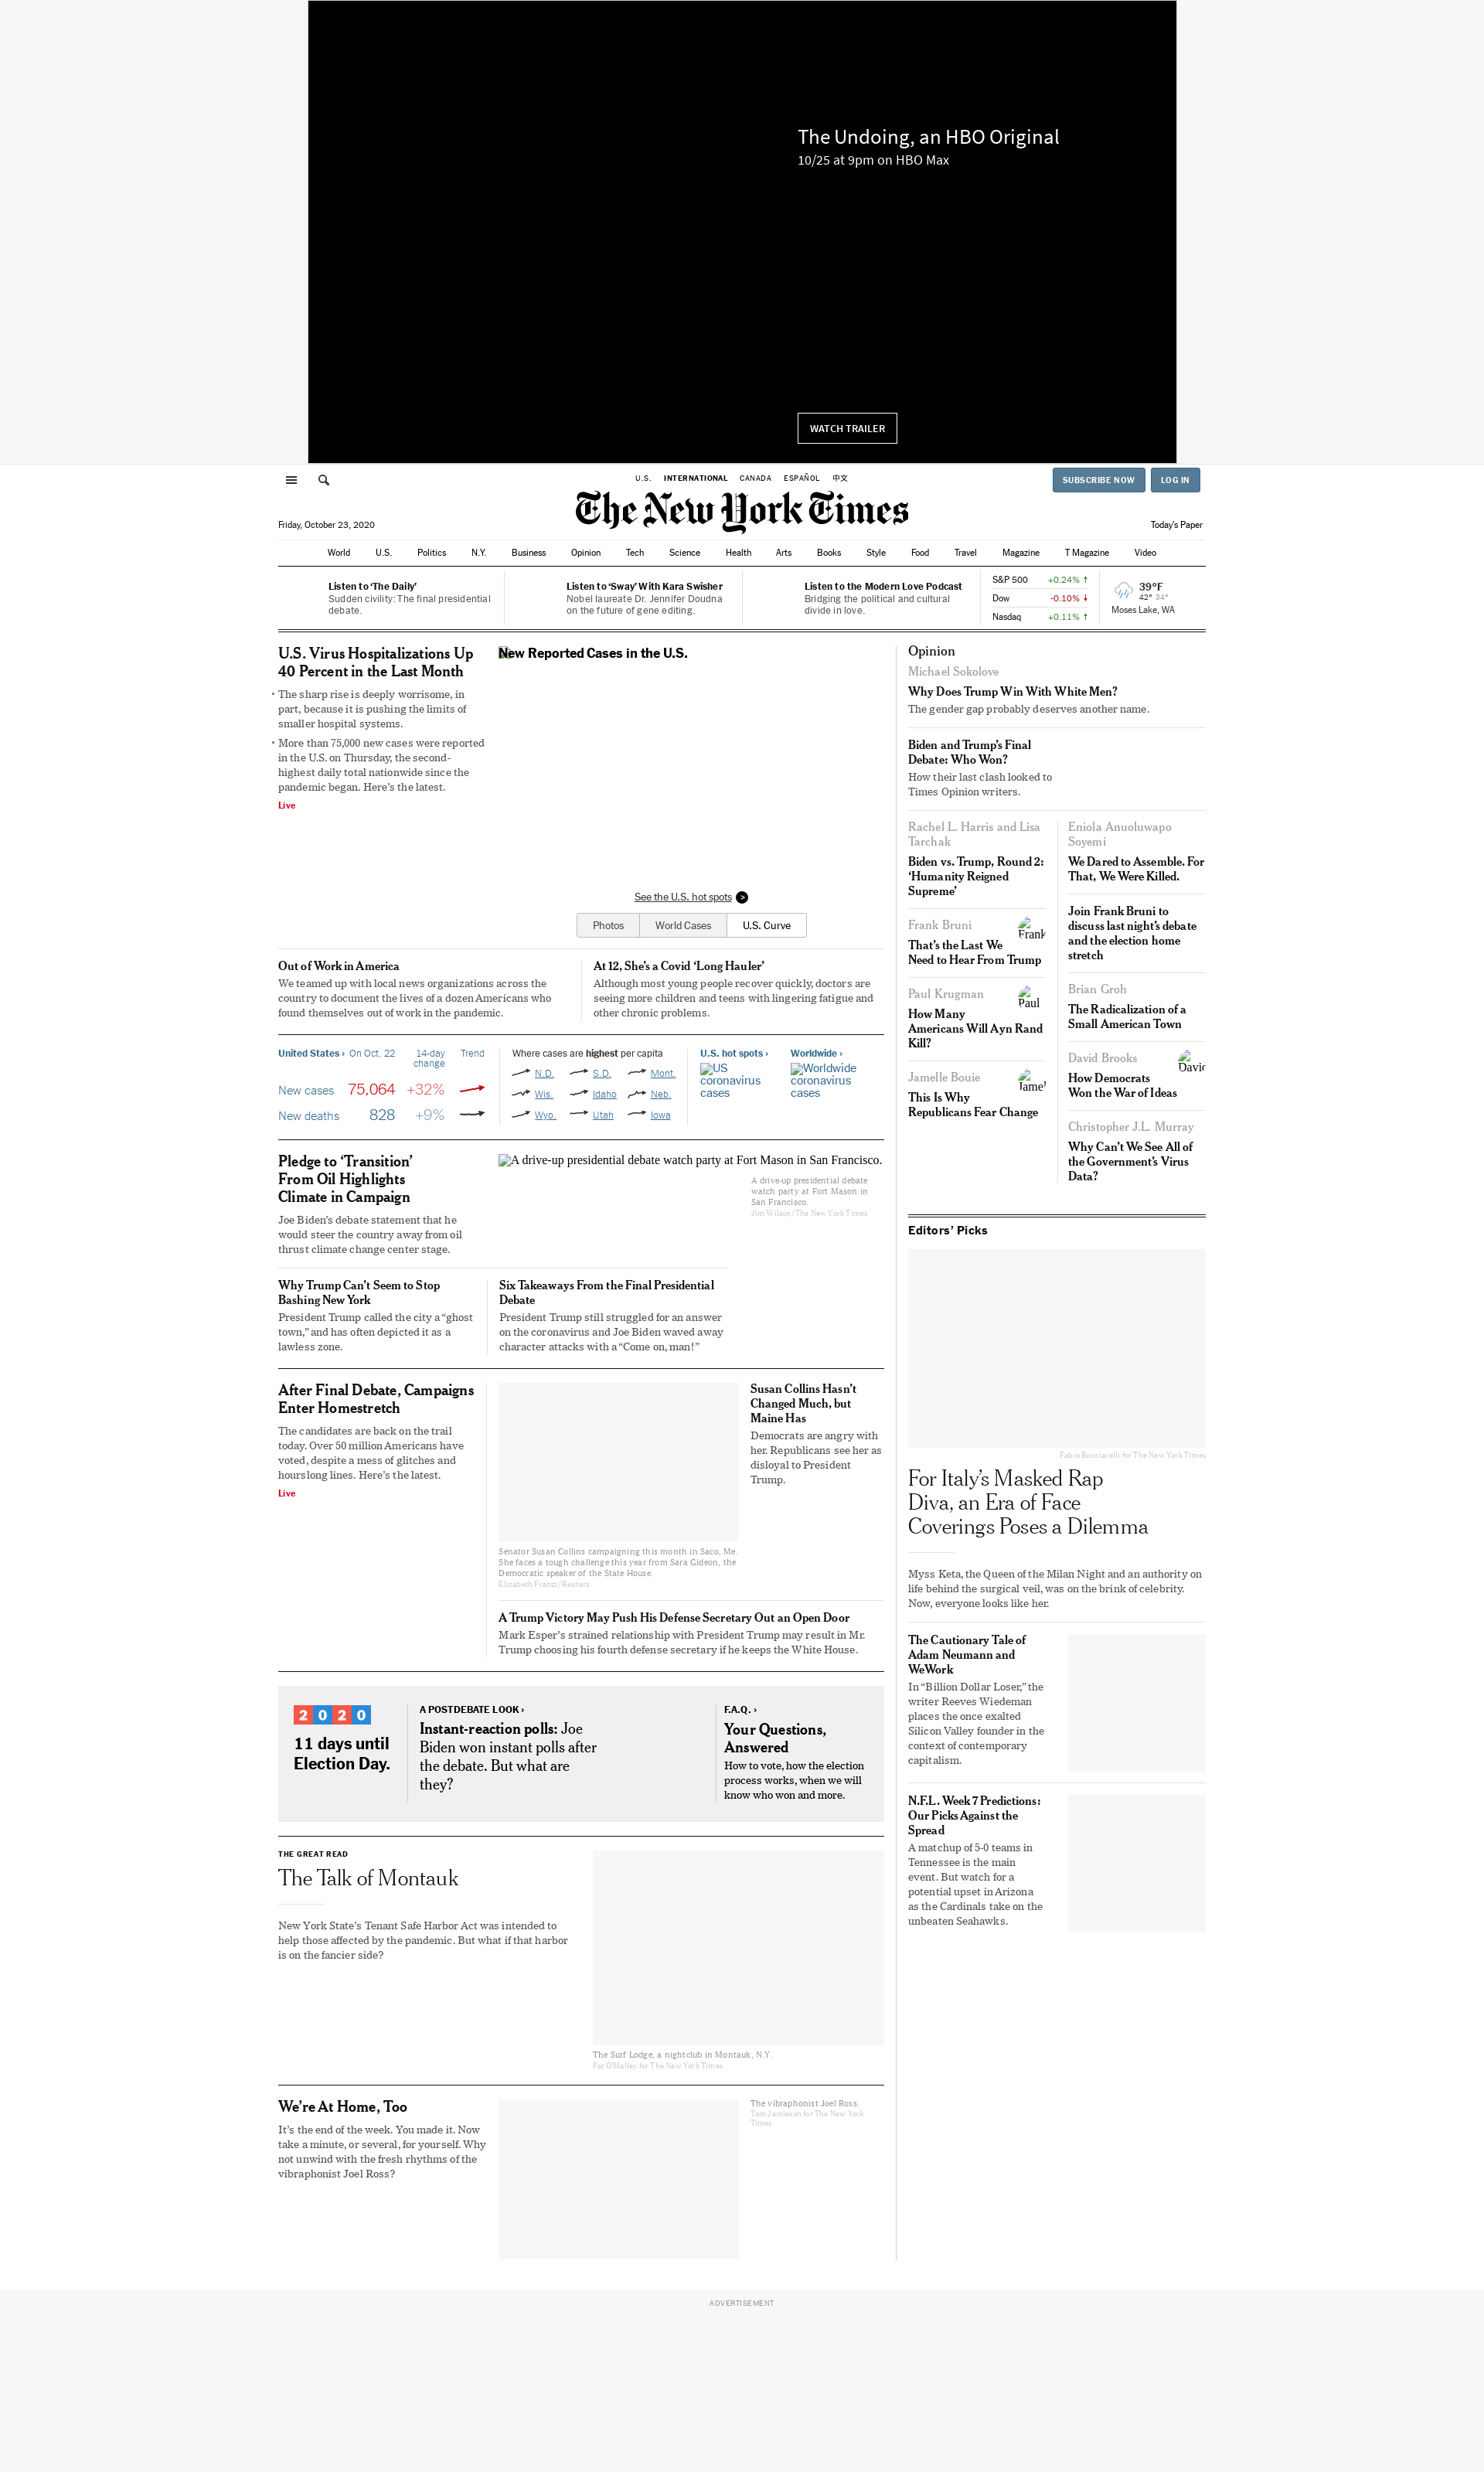 The Undoing, an HBO Original
10/25 at 9pm on HBO Max
WATCH TRAILER
U.S. INTERNATIONAL CANADA ESPAÑOL 中文
SUBSCRIBE NOW LOG IN
The New York Times
Friday, October 23, 2020
Today's Paper
World U.S. Politics N.Y. Business Opinion Tech Science Health Arts Books Style Food Travel Magazine T Magazine Video
Listen to ‘The Daily’
Sudden civility: The final presidential
debate.
Listen to ‘Sway’ With Kara Swisher
Nobel laureate Dr. Jennifer Doudna
on the future of gene editing.
Listen to the Modern Love Podcast
Bridging the political and cultural
divide in love.
S&P 500 +0.24% ↑
Dow -0.10% ↓
Nasdaq +0.11% ↑
39°F
42° 34°
Moses Lake, WA
U.S. Virus Hospitalizations Up
40 Percent in the Last Month
• The sharp rise is deeply worrisome, in
part, because it is pushing the limits of
smaller hospital systems.
• More than 75,000 new cases were reported
in the U.S. on Thursday, the second-
highest daily total nationwide since the
pandemic began. Here’s the latest.
Live
New Reported Cases in the U.S.
See the U.S. hot spots >
Photos World Cases U.S. Curve
Out of Work in America
We teamed up with local news organizations across the
country to document the lives of a dozen Americans who
found themselves out of work in the pandemic.
At 12, She’s a Covid ‘Long Hauler’
Although most young people recover quickly, doctors are
seeing more children and teens with lingering fatigue and
other chronic problems.
United States › On Oct. 22 14-day
change Trend
New cases 75,064 +32%
New deaths 828 +9%
Where cases are highest per capita
N.D. S.D. Mont.
Wis. Idaho Neb.
Wyo. Utah Iowa
U.S. hot spots ›
US
coronavirus
cases
Worldwide ›
Worldwide
coronavirus
cases
Pledge to ‘Transition’
From Oil Highlights
Climate in Campaign
Joe Biden’s debate statement that he
would steer the country away from oil
thrust climate change center stage.
A drive-up presidential debate watch party at Fort Mason in San Francisco.
A drive-up presidential debate
watch party at Fort Mason in
San Francisco.
Jim Wilson/The New York Times
Why Trump Can’t Seem to Stop
Bashing New York
President Trump called the city a “ghost
town,” and has often depicted it as a
lawless zone.
Six Takeaways From the Final Presidential
Debate
President Trump still struggled for an answer
on the coronavirus and Joe Biden waved away
character attacks with a “Come on, man!”
After Final Debate, Campaigns
Enter Homestretch
The candidates are back on the trail
today. Over 50 million Americans have
voted, despite a mess of glitches and
hourslong lines. Here’s the latest.
Live
Senator Susan Collins campaigning this month in Saco, Me.
She faces a tough challenge this year from Sara Gideon, the
Democratic speaker of the State House.
Elizabeth Frantz/Reuters
Susan Collins Hasn’t
Changed Much, but
Maine Has
Democrats are angry with
her. Republicans see her as
disloyal to President
Trump.
A Trump Victory May Push His Defense Secretary Out an Open Door
Mark Esper’s strained relationship with President Trump may result in Mr.
Trump choosing his fourth defense secretary if he keeps the White House.
2020
11 days until
Election Day.
A POSTDEBATE LOOK ›
Instant-reaction polls: Joe
Biden won instant polls after
the debate. But what are
they?
F.A.Q. ›
Your Questions,
Answered
How to vote, how the election
process works, when we will
know who won and more.
THE GREAT READ
The Talk of Montauk
New York State’s Tenant Safe Harbor Act was intended to
help those affected by the pandemic. But what if that harbor
is on the fancier side?
The Surf Lodge, a nightclub in Montauk, N.Y.
Pat O’Malley for The New York Times
We’re At Home, Too
It’s the end of the week. You made it. Now
take a minute, or several, for yourself. Why
not unwind with the fresh rhythms of the
vibraphonist Joel Ross?
The vibraphonist Joel Ross.
Tom Jamieson for The New York
Times
Opinion
Michael Sokolove
Why Does Trump Win With White Men?
The gender gap probably deserves another name.
Biden and Trump’s Final
Debate: Who Won?
How their last clash looked to
Times Opinion writers.
Rachel L. Harris and Lisa
Tarchak
Biden vs. Trump, Round 2:
‘Humanity Reigned
Supreme’
Frank Bruni
Frank
That’s the Last We
Need to Hear From Trump
Paul Krugman
Paul
How Many
Americans Will Ayn Rand
Kill?
Jamelle Bouie
This Is Why
Republicans Fear Change
Eniola Anuoluwapo
Soyemi
We Dared to Assemble. For
That, We Were Killed.
Join Frank Bruni to
discuss last night’s debate
and the election home
stretch
Brian Groh
The Radicalization of a
Small American Town
David Brooks
David
How Democrats
Won the War of Ideas
Christopher J.L. Murray
Why Can’t We See All of
the Government’s Virus
Data?
Editors’ Picks
Fabio Bucciarelli for The New York Times
For Italy’s Masked Rap
Diva, an Era of Face
Coverings Poses a Dilemma
Myss Keta, the Queen of the Milan Night and an authority on
life behind the surgical veil, was on the brink of celebrity.
Now, everyone looks like her.
The Cautionary Tale of
Adam Neumann and
WeWork
In “Billion Dollar Loser,” the
writer Reeves Wiedeman
places the once exalted
Silicon Valley founder in the
context of contemporary
capitalism.
N.F.L. Week 7 Predictions:
Our Picks Against the
Spread
A matchup of 5-0 teams in
Tennessee is the main
event. But watch for a
potential upset in Arizona
as the Cardinals take on the
unbeaten Seahawks.
ADVERTISEMENT